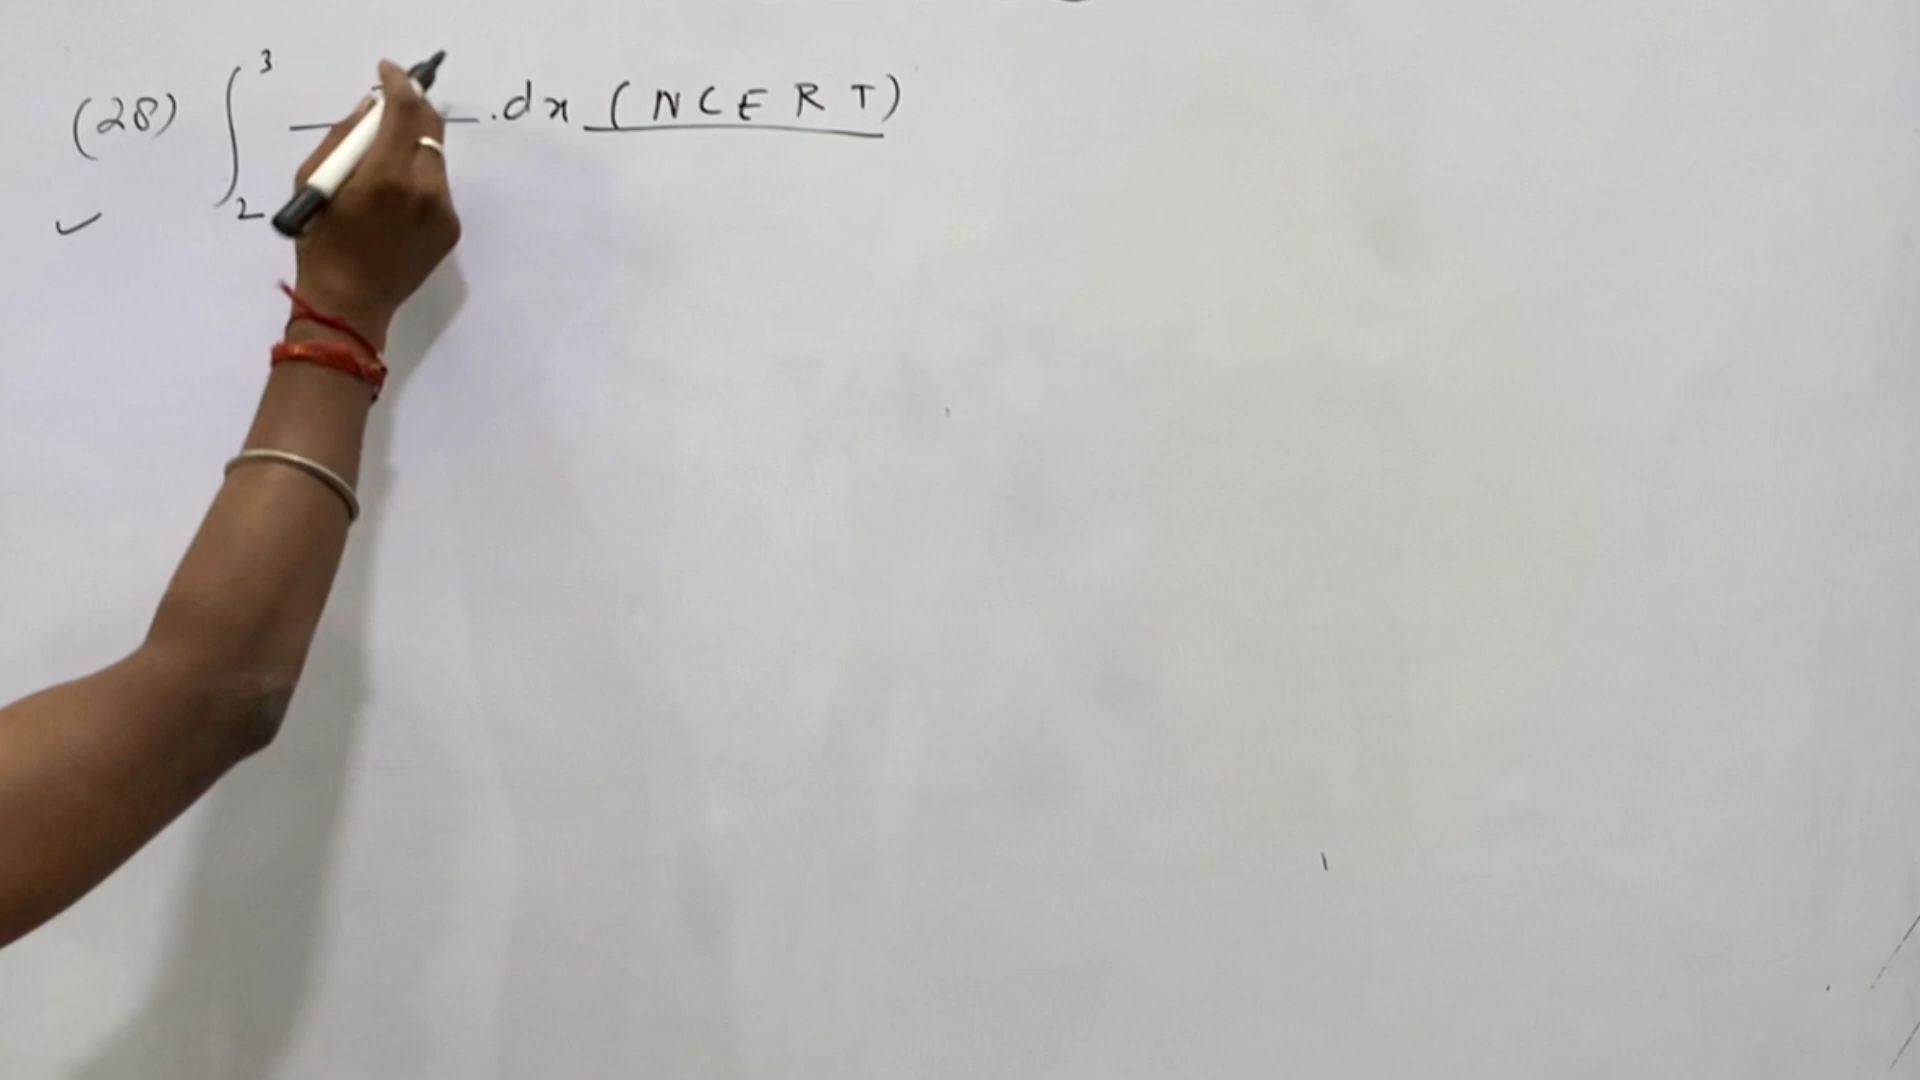 (28) ∫₂³ ———— .dx (NCERT)